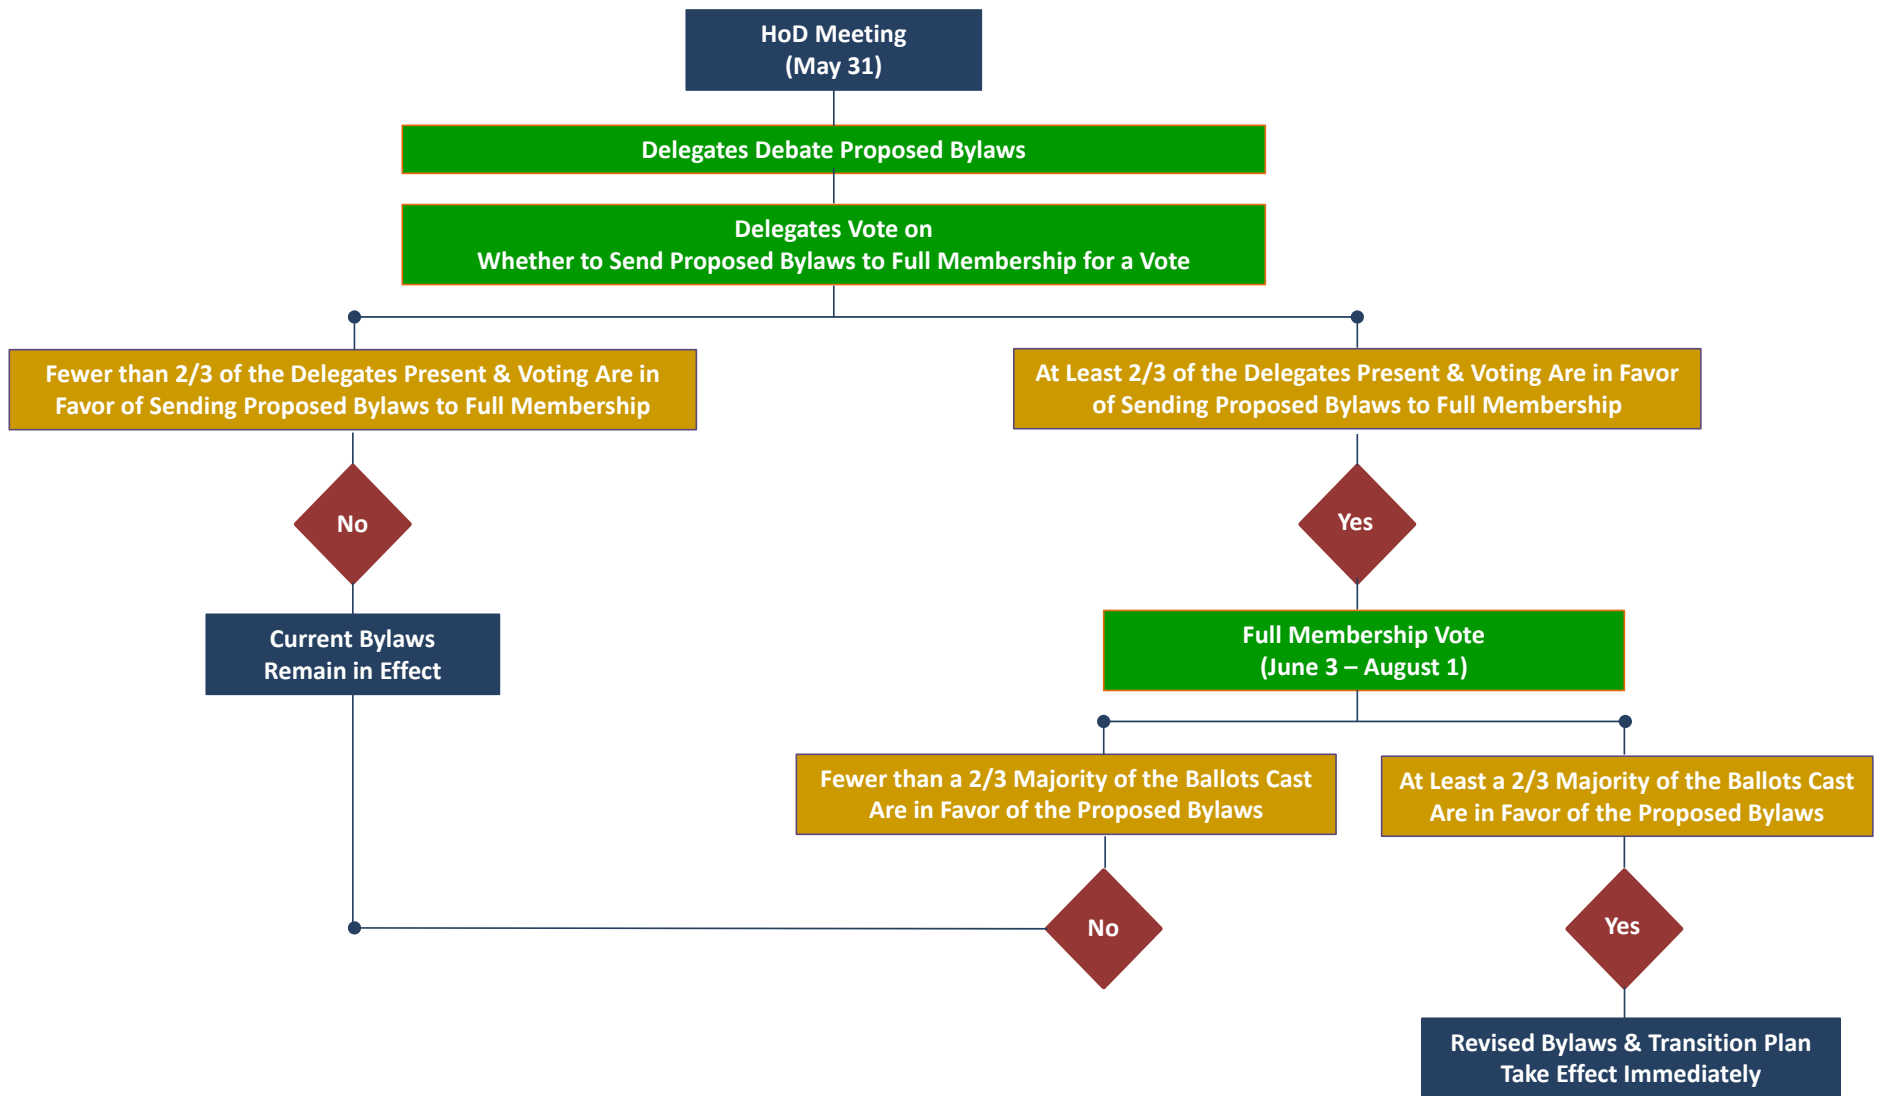 HoD Meeting
(May 31)
Delegates Debate Proposed Bylaws
Delegates Vote on
Whether to Send Proposed Bylaws to Full Membership for a Vote
Fewer than 2/3 of the Delegates Present & Voting Are in
Favor of Sending Proposed Bylaws to Full Membership
At Least 2/3 of the Delegates Present & Voting Are in Favor
of Sending Proposed Bylaws to Full Membership
No
Yes
Current Bylaws
Remain in Effect
Full Membership Vote
(June 3 – August 1)
Fewer than a 2/3 Majority of the Ballots Cast
Are in Favor of the Proposed Bylaws
At Least a 2/3 Majority of the Ballots Cast
Are in Favor of the Proposed Bylaws
No
Yes
Revised Bylaws & Transition Plan
Take Effect Immediately